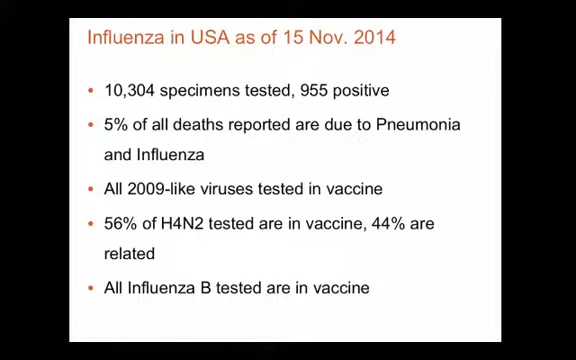 Influenza in USA as of 15 Nov. 2014
• 10,304 specimens tested, 955 positive
• 5% of all deaths reported are due to Pneumonia
and Influenza
• All 2009-like viruses tested in vaccine
• 56% of H4N2 tested are in vaccine, 44% are
related
• All Influenza B tested are in vaccine